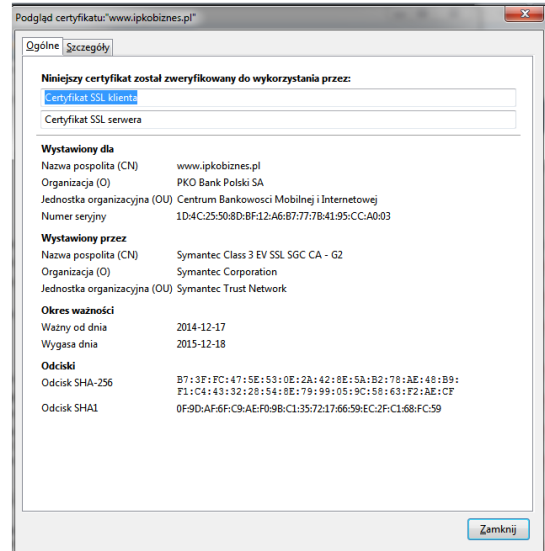 Podgląd certyfikatu:"www.ipkobiznes.pl"
Ogólne Szczegóły
Niniejszy certyfikat został zweryfikowany do wykorzystania przez:
Certyfikat SSL klienta
Certyfikat SSL serwera
Wystawiony dla
Nazwa pospolita (CN) www.ipkobiznes.pl
Organizacja (O) PKO Bank Polski SA
Jednostka organizacyjna (OU) Centrum Bankowosci Mobilnej i Internetowej
Numer seryjny 1D:4C:25:50:8D:BF:12:A6:B7:77:7B:41:95:CC:A0:03
Wystawiony przez
Nazwa pospolita (CN) Symantec Class 3 EV SSL SGC CA - G2
Organizacja (O) Symantec Corporation
Jednostka organizacyjna (OU) Symantec Trust Network
Okres ważności
Ważny od dnia 2014-12-17
Wygasa dnia 2015-12-18
Odciski
Odcisk SHA-256 B7:3F:FC:47:5E:53:0E:2A:42:8E:5A:B2:78:AE:48:B9:
F1:C4:43:32:28:54:8E:79:99:05:9C:58:63:F2:AE:CF
Odcisk SHA1 0F:9D:AF:6F:C9:AE:F0:9B:C1:35:72:17:66:59:EC:2F:C1:68:FC:59
Zamknij